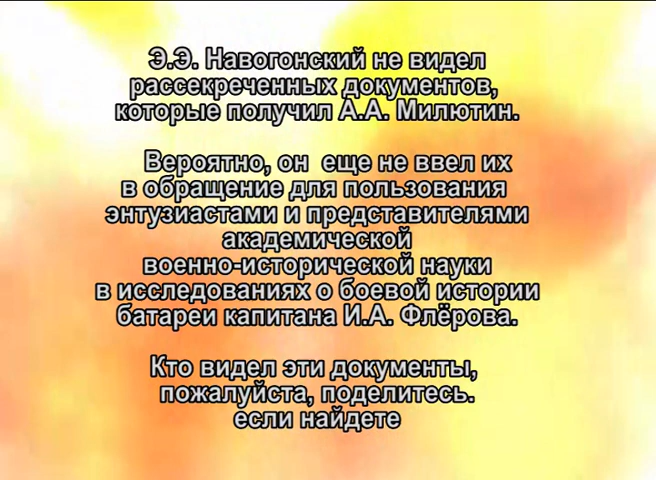 Э.Э. Навогонский не видел
рассекреченных документов,
которые получил А.А. Милютин.
Вероятно, он еще не ввел их
в обращение для пользования
энтузиастами и представителями
академической
военно-исторической науки
в исследованиях о боевой истории
батареи капитана И.А. Флёрова.
Кто видел эти документы,
пожалуйста, поделитесь.
если найдете